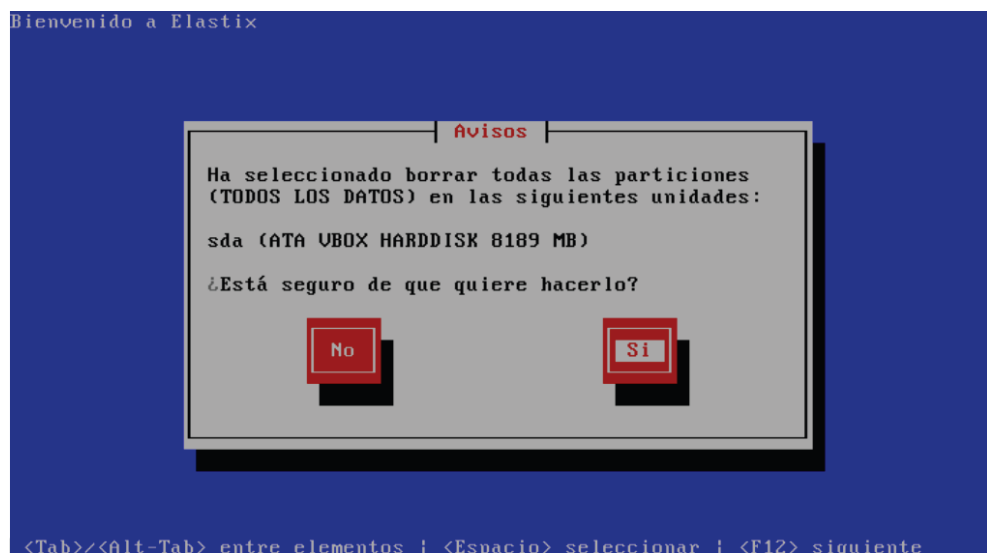 Bienvenido a Elastix
Avisos
Ha seleccionado borrar todas las particiones
(TODOS LOS DATOS) en las siguientes unidades:
sda (ATA VBOX HARDDISK 8189 MB)
¿Está seguro de que quiere hacerlo?
No Si
<Tab>/<Alt-Tab> entre elementos ¦ <Espacio> seleccionar ¦ <F12> siguiente